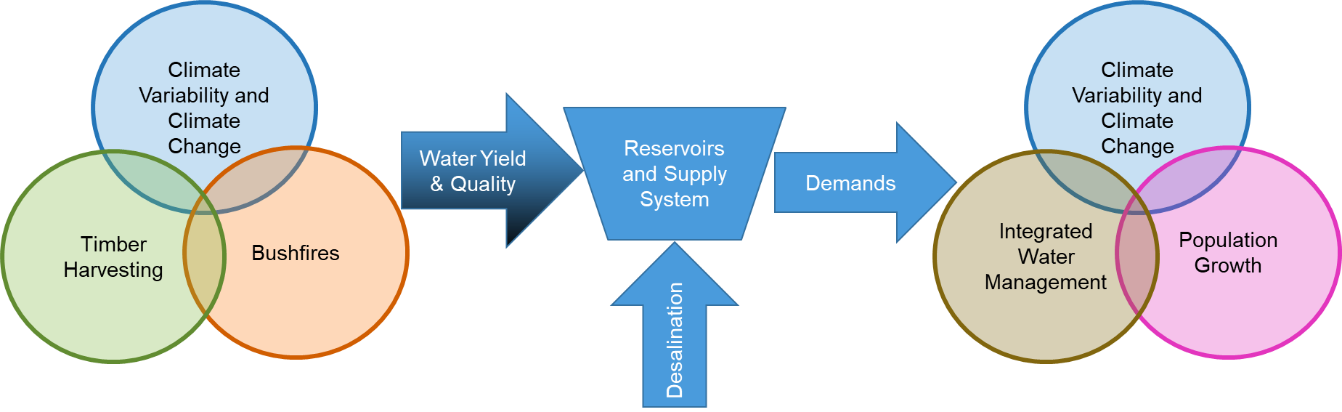 Climate
Variability and
Climate
Change
Timber
Harvesting
Bushfires
Water Yield
& Quality
Reservoirs
and Supply
System
Desalination
Demands
Climate
Variability and
Climate
Change
Integrated
Water
Management
Population
Growth